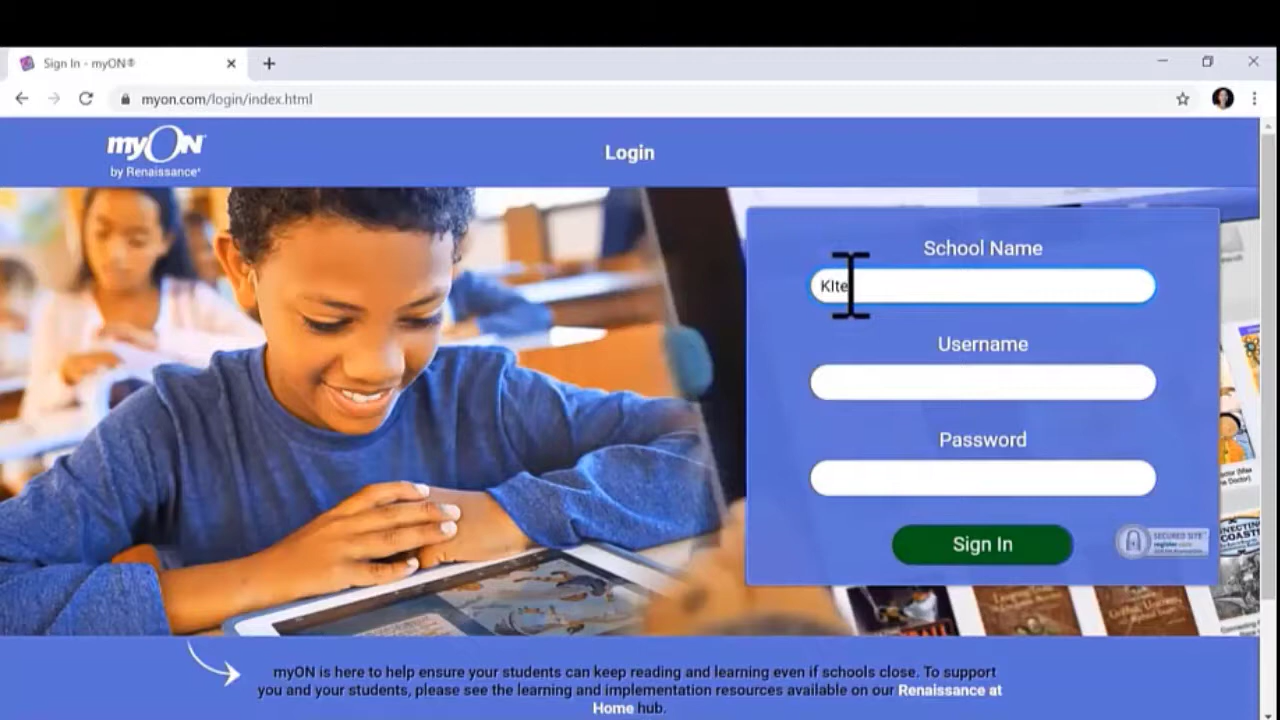 Sign In - myON®
myon.com/login/index.html
myON
by Renaissance
Login
School Name
KIte
Username
Password
Sign In
SECURED SITE
myON is here to help ensure your students can keep reading and learning even if schools close. To support
you and your students, please see the learning and implementation resources available on our Renaissance at
Home hub.